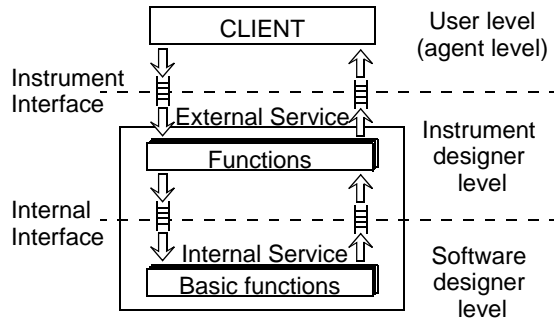 CLIENT
User level
(agent level)
Instrument
Interface
External Service
Functions
Instrument
designer
level
Internal
Interface
Internal Service
Basic functions
Software
designer
level